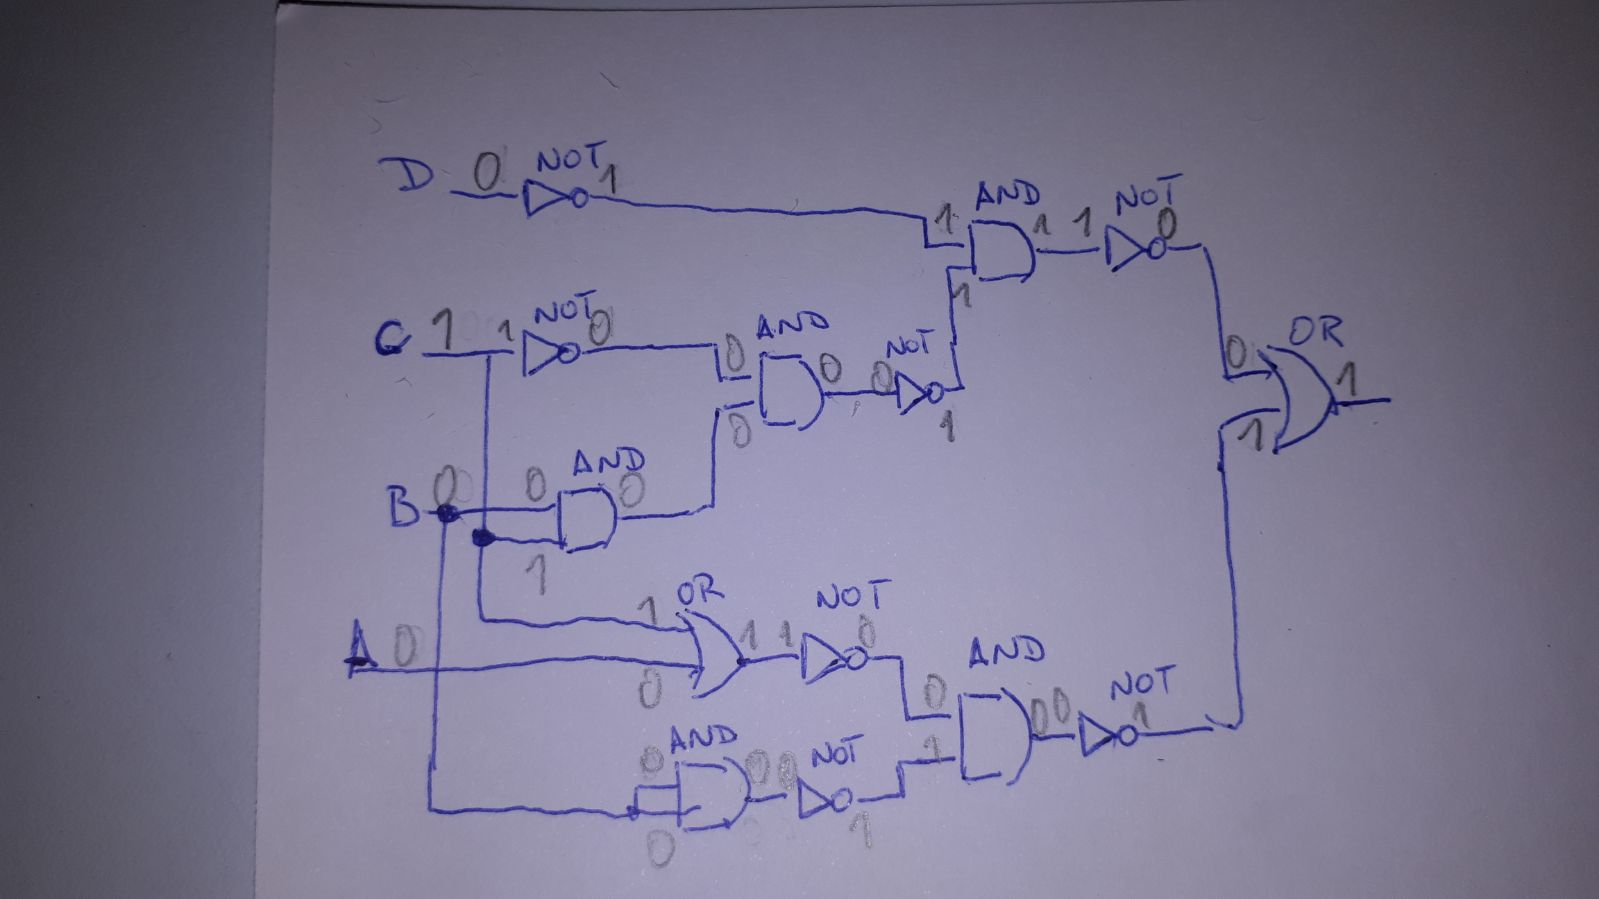 D 0 NOT 1
1 AND 1 1 NOT 0
1
C 1 1 NOT 0
0 AND 0 0 NOT
0 1
0 OR 1
1
B 0 0 AND 0
1
A 0
1 OR 1 1 NOT 0
0
0 AND 0 0 NOT 1
1
0 AND 0 0 NOT
0 1